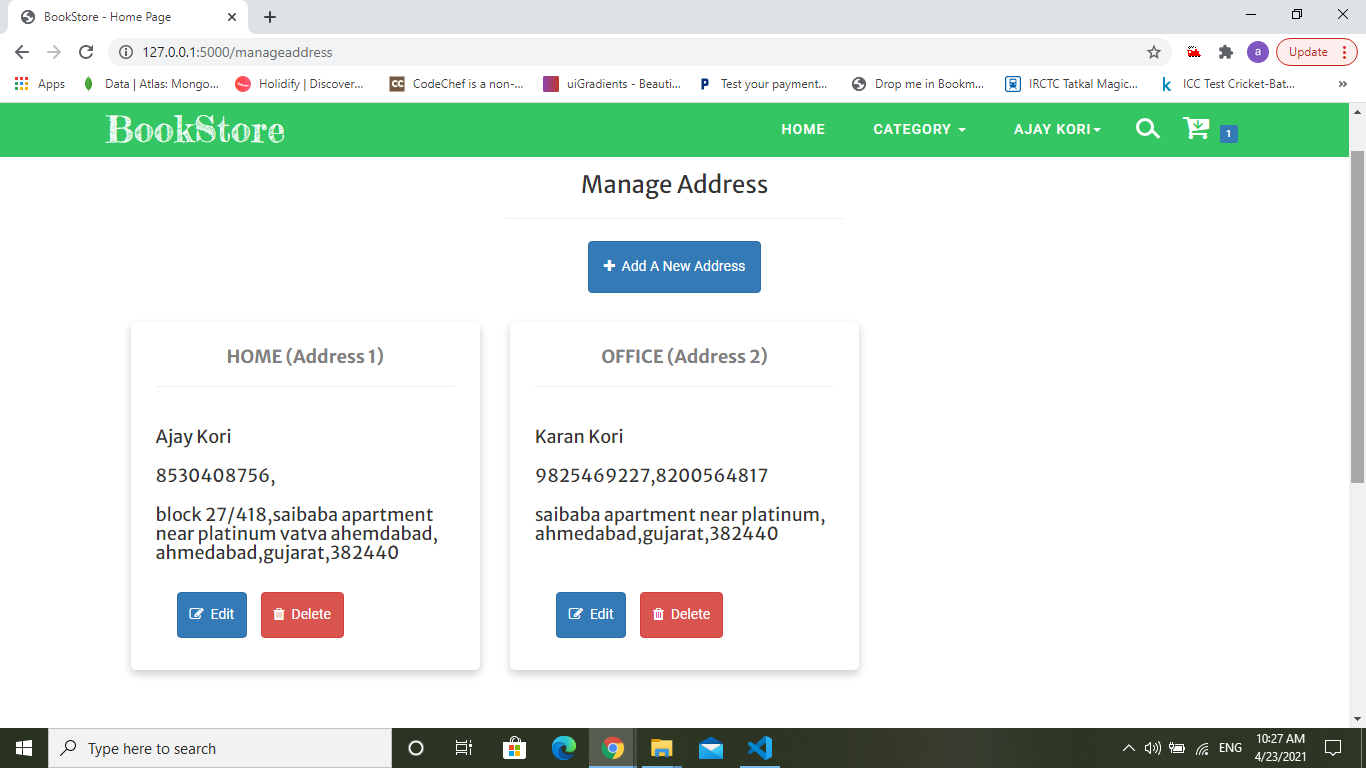 BookStore - Home Page
127.0.0.1:5000/manageaddress
a
Update
Apps
Data | Atlas: Mongo...
Holidify | Discover...
CC
CodeChef is a non-...
uiGradients - Beauti...
P
Test your payment...
Drop me in Bookm...
IRCTC Tatkal Magic...
k
ICC Test Cricket-Bat...
»
BookStore
HOME
CATEGORY
AJAY KORI
1
Manage Address
Add A New Address
HOME (Address 1)
Ajay Kori
8530408756,
block 27/418,saibaba apartment
near platinum vatva ahemdabad,
ahmedabad,gujarat,382440
Edit
Delete
OFFICE (Address 2)
Karan Kori
9825469227,8200564817
saibaba apartment near platinum,
ahmedabad,gujarat,382440
Edit
Delete
Type here to search
ENG
10:27 AM
4/23/2021